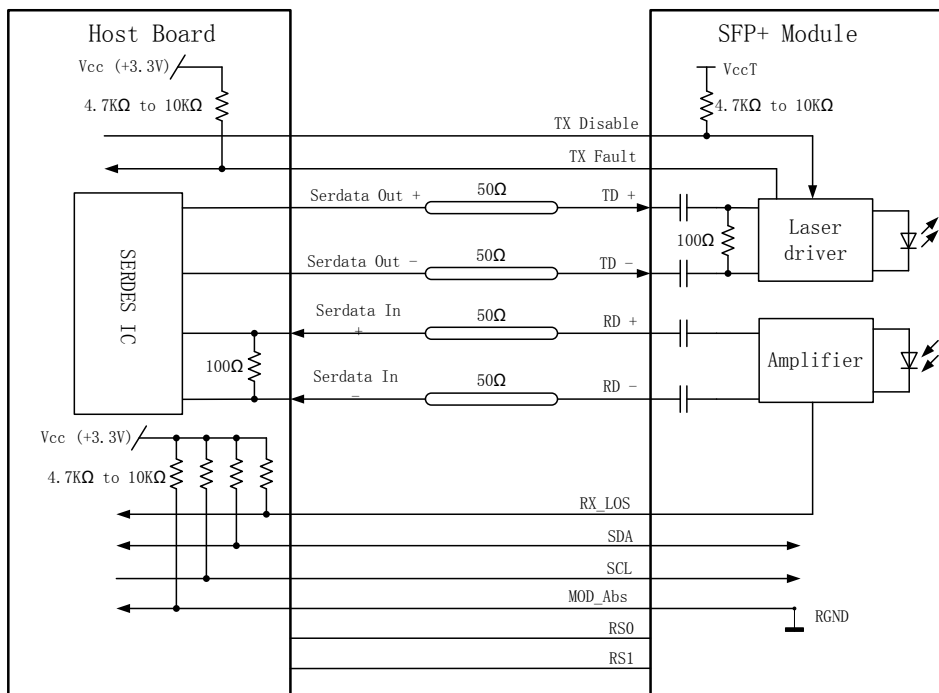 Host Board
SFP+ Module
Vcc (+3.3V)
VccT
4.7KΩ to 10KΩ
4.7KΩ to 10KΩ
TX Disable
TX Fault
Serdata Out +
50Ω
TD +
100Ω
Laser
driver
Serdata Out -
50Ω
TD -
SERDES IC
Serdata In
+
50Ω
RD +
100Ω
Amplifier
Serdata In
-
50Ω
RD -
Vcc (+3.3V)
4.7KΩ to 10KΩ
RX_LOS
SDA
SCL
MOD_Abs
RGND
RS0
RS1